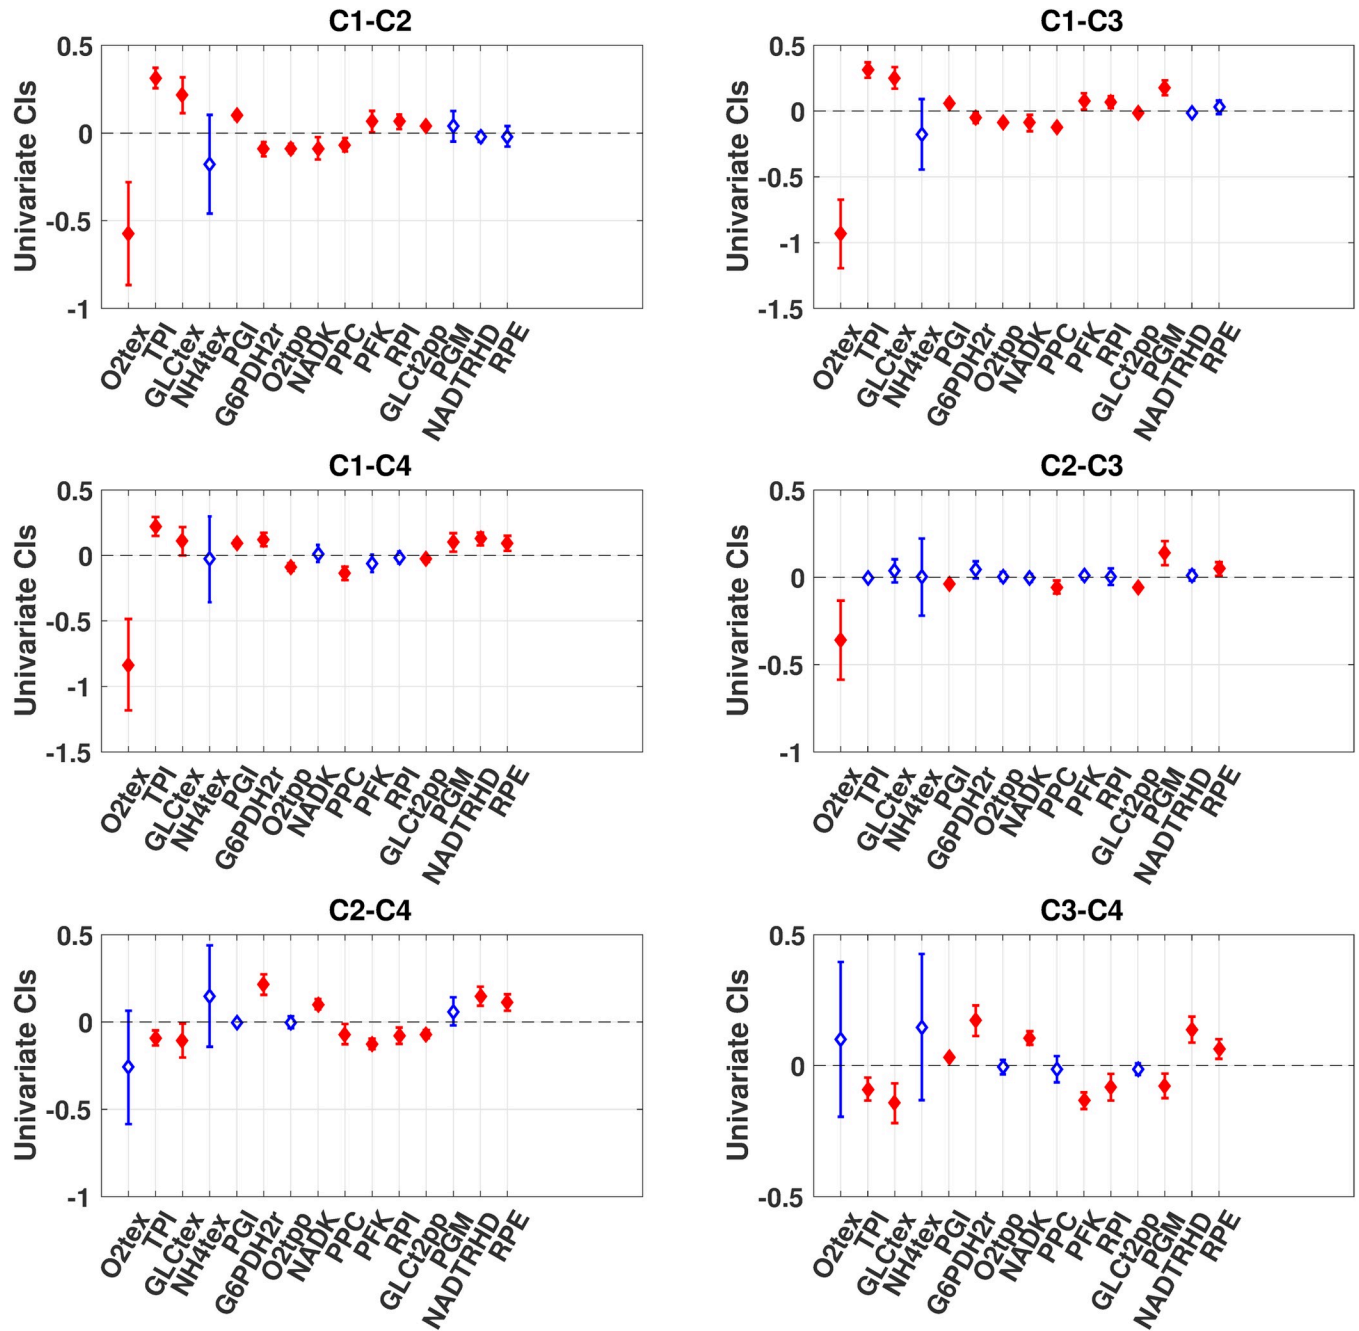 C1-C2
0.5
0
-0.5
-1
Univariate CIs
O2tex
TPI
GLCtex
NH4tex
PGI
G6PDH2r
O2tpp
NADK
PPC
PFK
RPI
GLCt2pp
PGM
NADTRHD
RPE
C1-C3
0.5
0
-0.5
-1
-1.5
Univariate CIs
O2tex
TPI
GLCtex
NH4tex
PGI
G6PPDH2r
O2tpp
NADK
PPC
PFK
RPI
GLCt2pp
PGM
NADTRHD
RPE
C1-C4
0.5
0
-0.5
-1
-1.5
Univariate CIs
O2tex
TPI
GLCtex
NH4tex
PGI
G6PPDH2r
O2tpp
NADK
PPC
PFK
RPI
GLCt2pp
PGM
NADTRHD
RPE
C2-C3
0.5
0
-0.5
-1
Univariate CIs
O2tex
TPI
GLCtex
NH4tex
PGI
G6PPDH2r
O2tpp
NADK
PPC
PFK
RPI
GLCt2pp
PGM
NADTRHD
RPE
C2-C4
0.5
0
-0.5
-1
Univariate CIs
O2tex
TPI
GLCtex
NH4tex
PGI
G6PPDH2r
O2tpp
NADK
PPC
PFK
RPI
GLCt2pp
PGM
NADTRHD
RPE
C3-C4
0.5
0
-0.5
Univariate CIs
O2tex
TPI
GLCtex
NH4tex
PGI
G6PPDH2r
O2tpp
NADK
PPC
PFK
RPI
GLCt2pp
PGM
NADTRHD
RPE